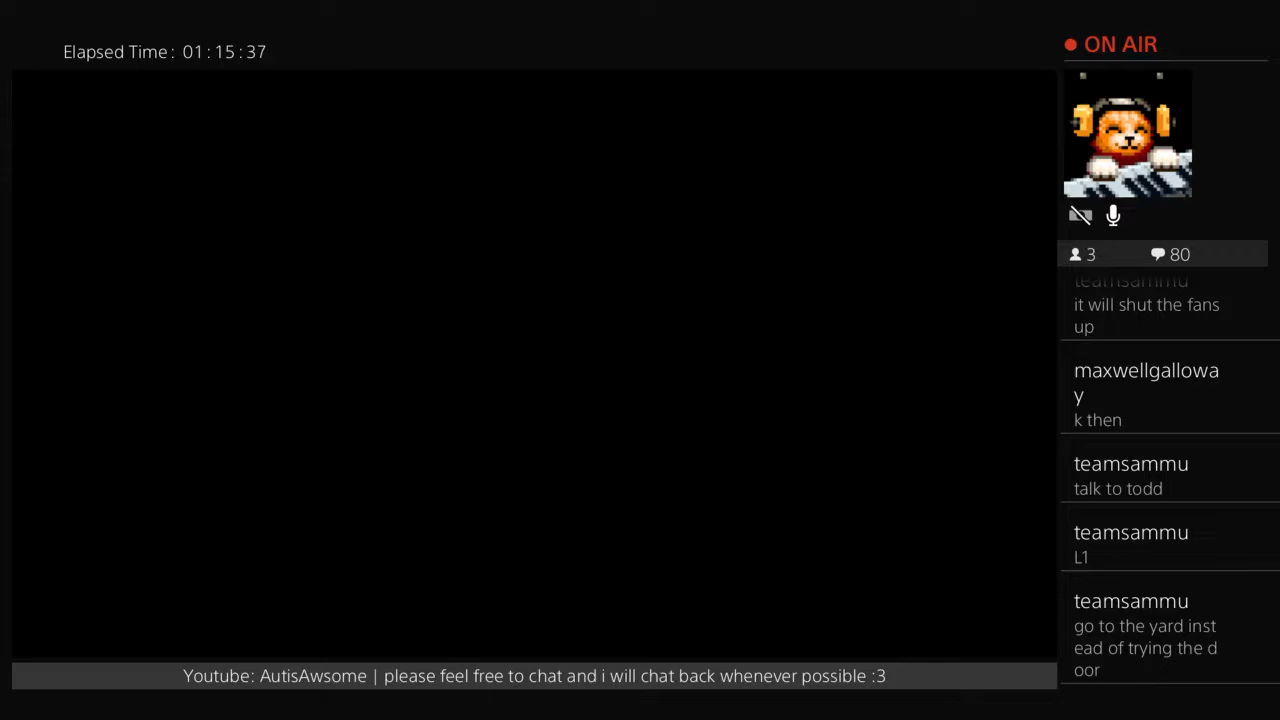 Elapsed Time: 01:15:37
ON AIR
3 80
teamsammu
it will shut the fans
up
maxwellgallowa
y
k then
teamsammu
talk to todd
teamsammu
L1
teamsammu
go to the yard inst
ead of trying the d
oor
Youtube: AutisAwsome | please feel free to chat and i will chat back whenever possible :3